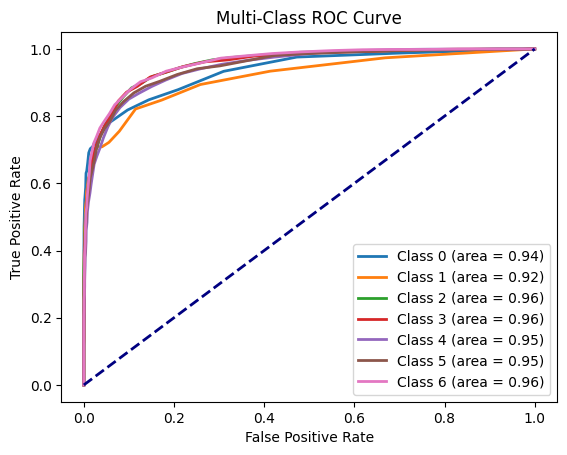 Multi-Class ROC Curve
True Positive Rate
1.0
0.8
0.6
0.4
0.2
0.0
Class 0 (area = 0.94)
Class 1 (area = 0.92)
Class 2 (area = 0.96)
Class 3 (area = 0.96)
Class 4 (area = 0.95)
Class 5 (area = 0.95)
Class 6 (area = 0.96)
0.0 0.2 0.4 0.6 0.8 1.0
False Positive Rate